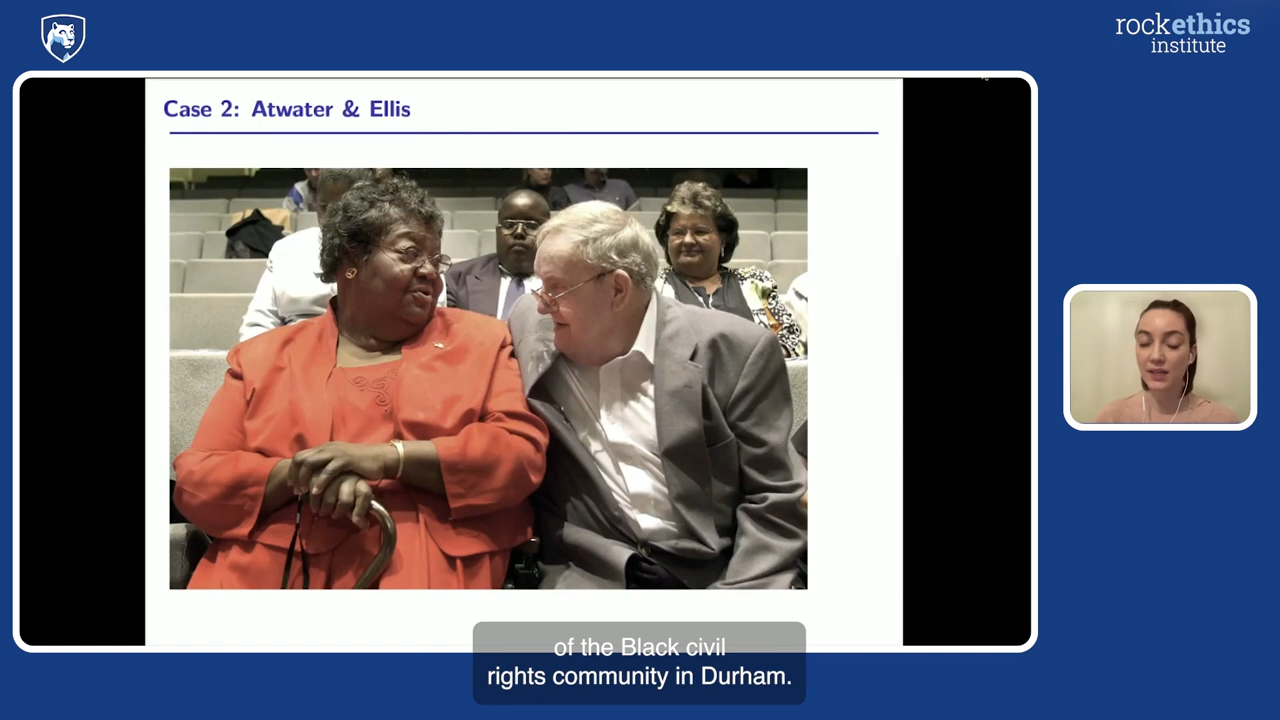 rockethics
institute
Case 2: Atwater & Ellis
of the Black civil
rights community in Durham.